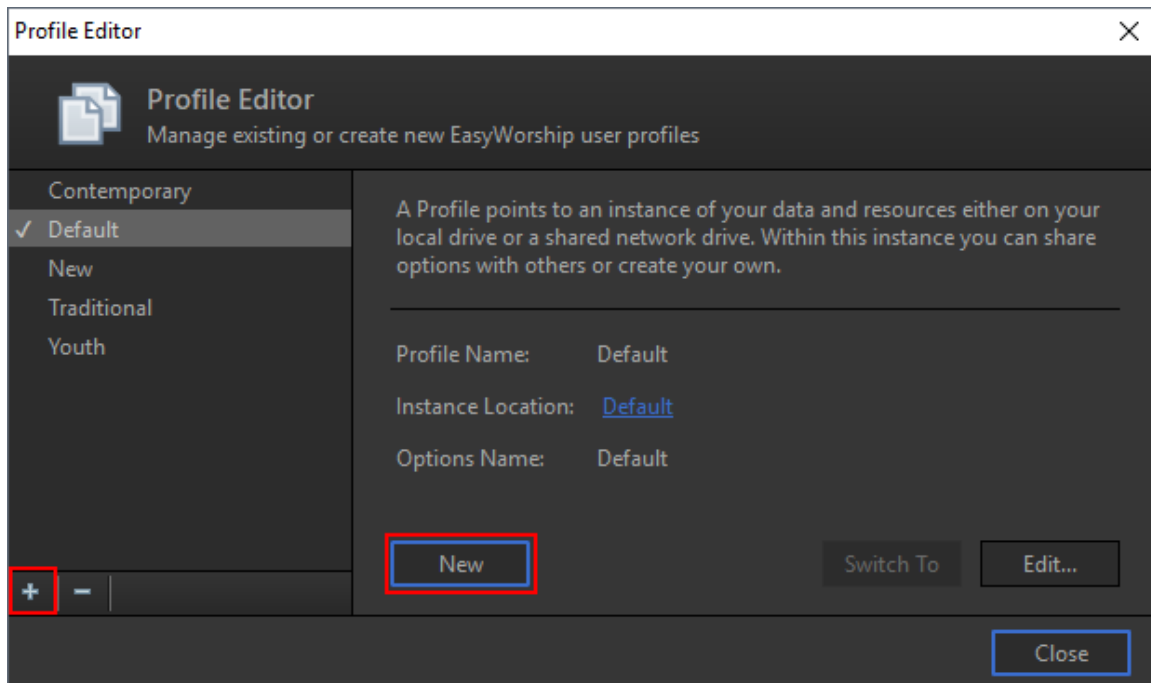 Profile Editor
Profile Editor
Manage existing or create new EasyWorship user profiles
Contemporary
✓ Default
New
Traditional
Youth
A Profile points to an instance of your data and resources either on your
local drive or a shared network drive. Within this instance you can share
options with others or create your own.
Profile Name: Default
Instance Location: Default
Options Name: Default
New
Switch To
Edit...
Close